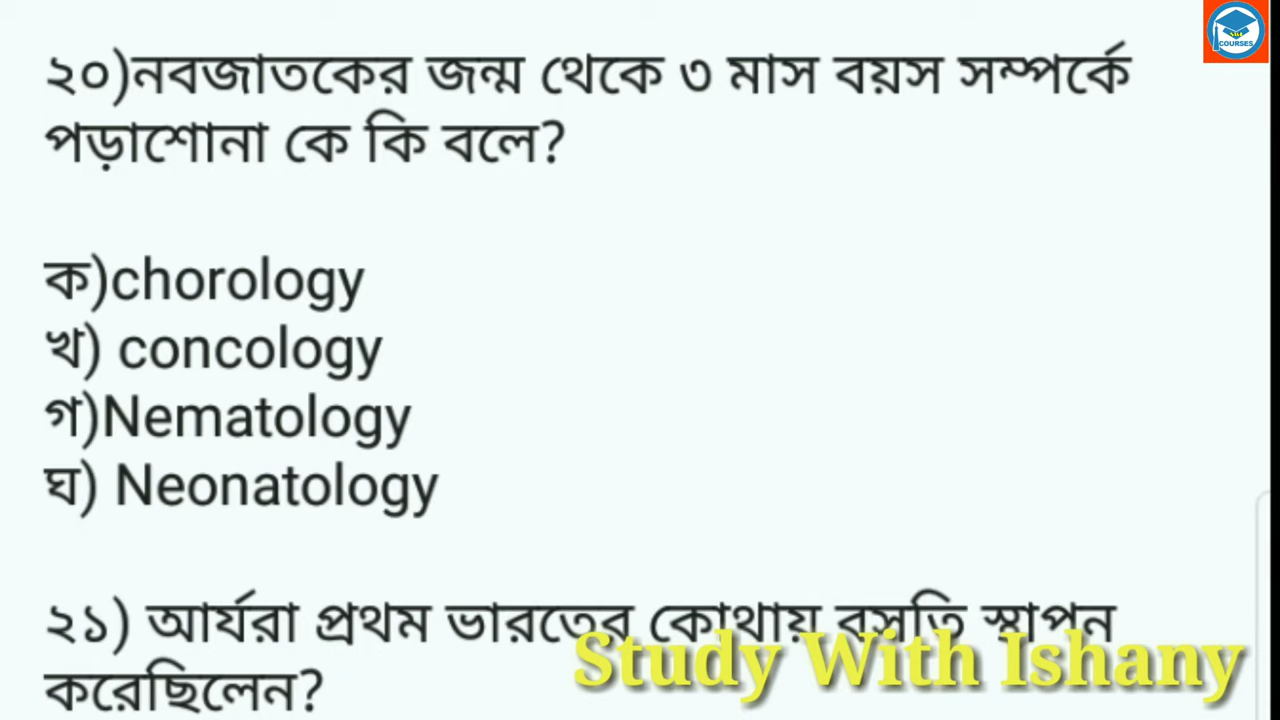 COURSES
২০)নবজাতকের জন্ম থেকে ৩ মাস বয়স সম্পর্কে
পড়াশোনা কে কি বলে?
ক)chorology
খ) concology
গ)Nematology
ঘ) Neonatology
২১) আর্যরা প্রথম ভারতের কোথায় বসতি স্থাপন
করেছিলেন?
Study With Ishany